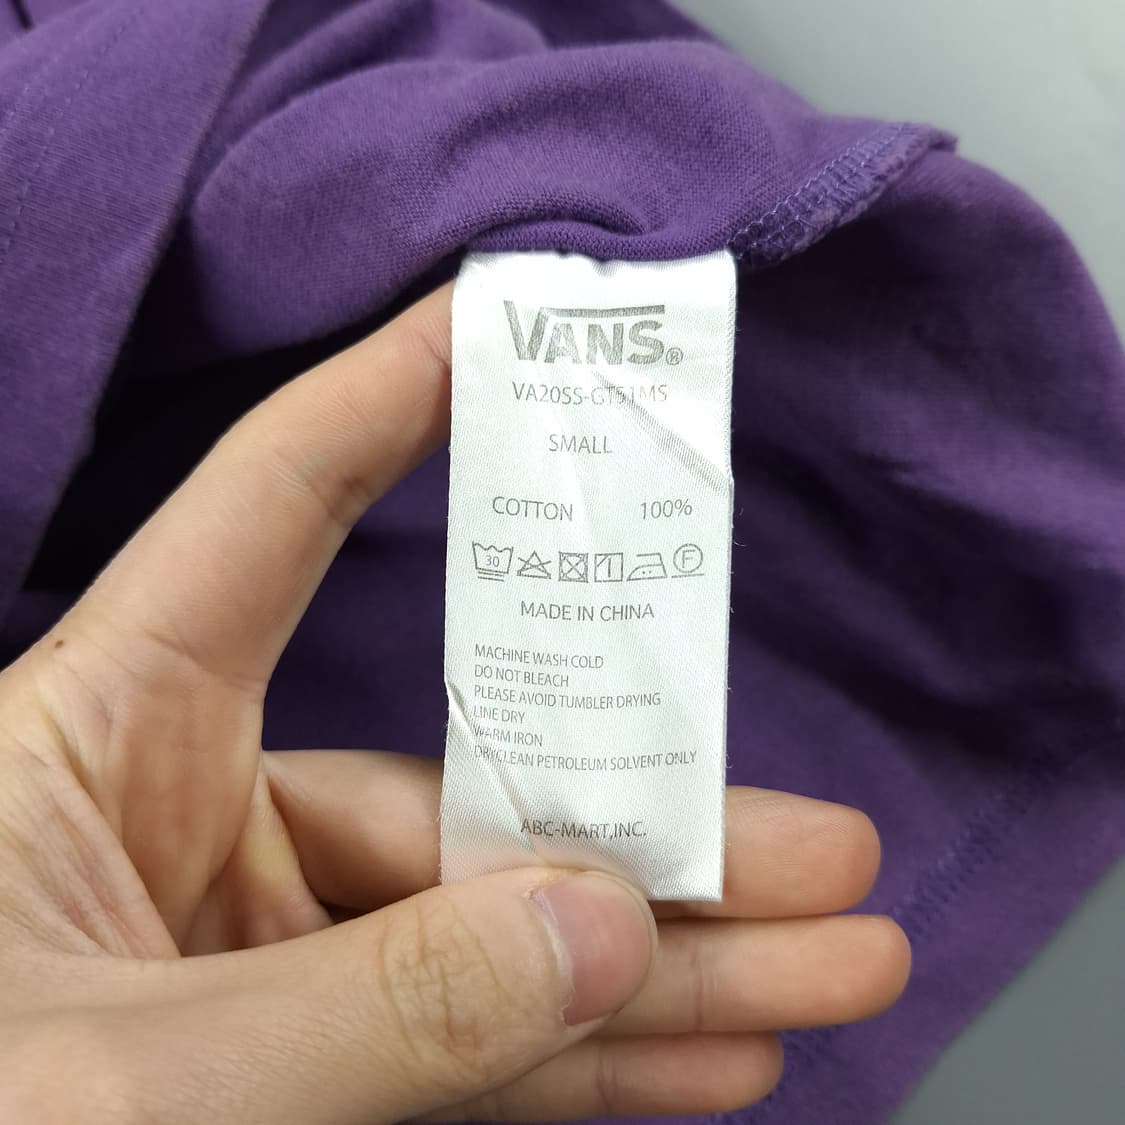 VANS®
VA20SS-GT51MS
SMALL
COTTON 100%
30 F
MADE IN CHINA
MACHINE WASH COLD
DO NOT BLEACH
PLEASE AVOID TUMBLER DRYING
LINE DRY
WARM IRON
DRYCLEAN PETROLEUM SOLVENT ONLY
ABC-MART,INC.